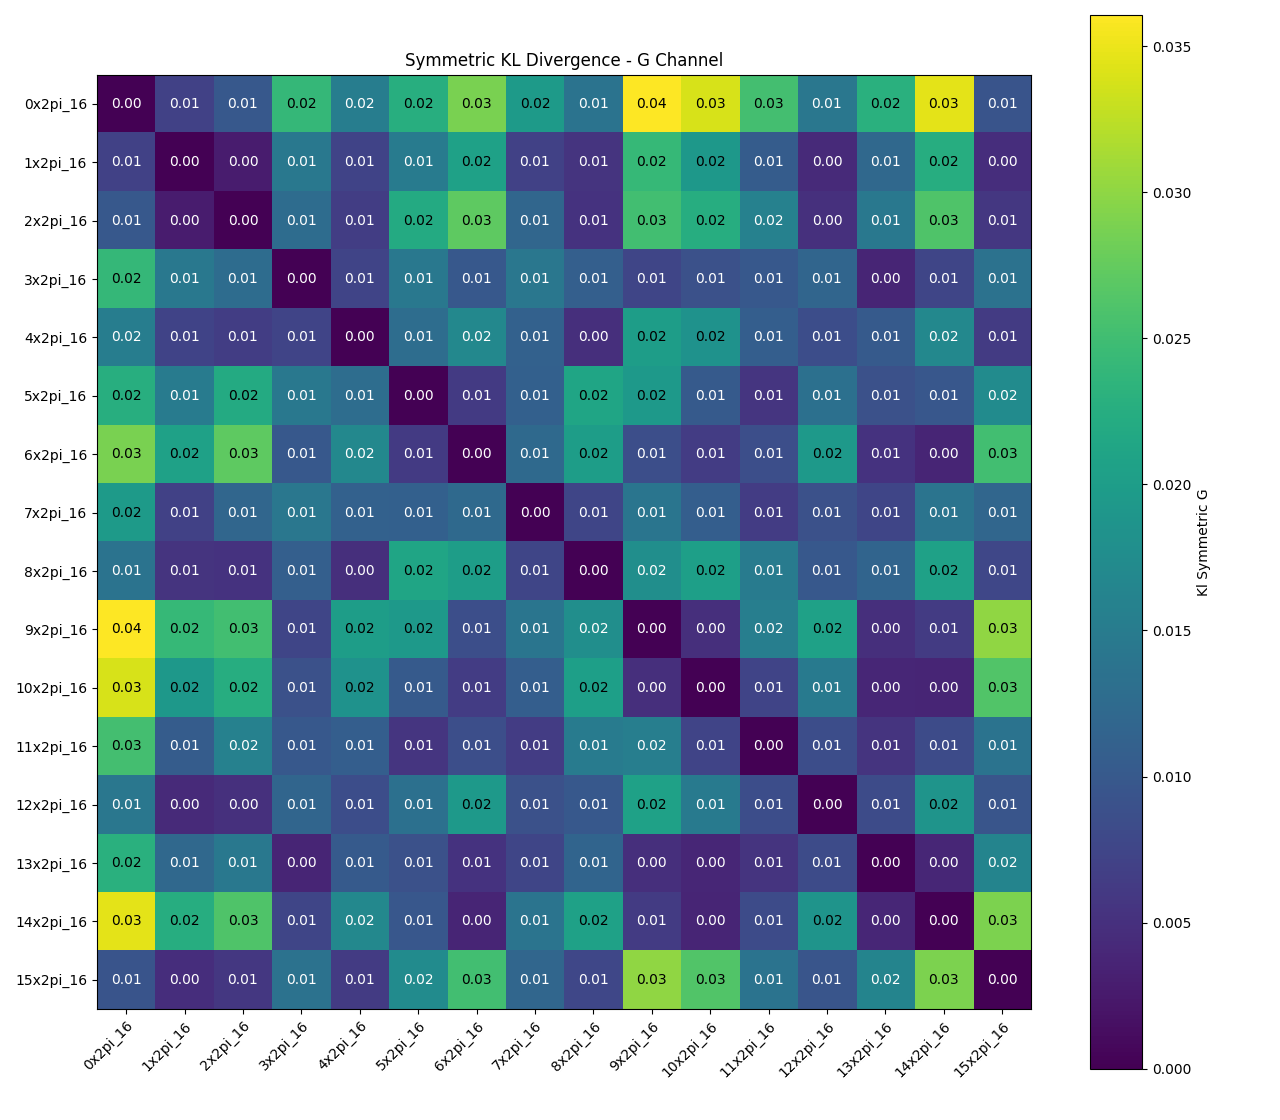 Symmetric KL Divergence - G Channel
0x2pi_16 0.00 0.01 0.01 0.02 0.02 0.02 0.03 0.02 0.01 0.04 0.03 0.03 0.01 0.02 0.03 0.01
1x2pi_16 0.01 0.00 0.00 0.01 0.01 0.01 0.02 0.01 0.01 0.02 0.02 0.01 0.00 0.01 0.02 0.00
2x2pi_16 0.01 0.00 0.00 0.01 0.01 0.02 0.03 0.01 0.01 0.03 0.02 0.02 0.00 0.01 0.03 0.01
3x2pi_16 0.02 0.01 0.01 0.00 0.01 0.01 0.01 0.01 0.01 0.01 0.01 0.01 0.01 0.00 0.01 0.01
4x2pi_16 0.02 0.01 0.01 0.01 0.00 0.01 0.02 0.01 0.00 0.02 0.02 0.01 0.01 0.01 0.02 0.01
5x2pi_16 0.02 0.01 0.02 0.01 0.01 0.00 0.01 0.01 0.02 0.02 0.01 0.01 0.01 0.01 0.01 0.02
6x2pi_16 0.03 0.02 0.03 0.01 0.02 0.01 0.00 0.01 0.02 0.01 0.01 0.01 0.02 0.01 0.00 0.03
7x2pi_16 0.02 0.01 0.01 0.01 0.01 0.01 0.01 0.00 0.01 0.01 0.01 0.01 0.01 0.01 0.01 0.01
8x2pi_16 0.01 0.01 0.01 0.01 0.00 0.02 0.02 0.01 0.00 0.02 0.02 0.01 0.01 0.01 0.02 0.01
9x2pi_16 0.04 0.02 0.03 0.01 0.02 0.02 0.01 0.01 0.02 0.00 0.00 0.02 0.02 0.00 0.01 0.03
10x2pi_16 0.03 0.02 0.02 0.01 0.02 0.01 0.01 0.01 0.02 0.00 0.00 0.01 0.01 0.00 0.00 0.03
11x2pi_16 0.03 0.01 0.02 0.01 0.01 0.01 0.01 0.01 0.01 0.02 0.01 0.00 0.01 0.01 0.01 0.01
12x2pi_16 0.01 0.00 0.00 0.01 0.01 0.01 0.02 0.01 0.01 0.02 0.01 0.01 0.00 0.01 0.02 0.01
13x2pi_16 0.02 0.01 0.01 0.00 0.01 0.01 0.01 0.01 0.01 0.00 0.00 0.01 0.01 0.00 0.00 0.02
14x2pi_16 0.03 0.02 0.03 0.01 0.02 0.01 0.00 0.01 0.02 0.01 0.00 0.01 0.02 0.00 0.00 0.03
15x2pi_16 0.01 0.00 0.01 0.01 0.01 0.02 0.03 0.01 0.01 0.03 0.03 0.01 0.01 0.02 0.03 0.00
0x2pi_16 1x2pi_16 2x2pi_16 3x2pi_16 4x2pi_16 5x2pi_16 6x2pi_16 7x2pi_16 8x2pi_16 9x2pi_16 10x2pi_16 11x2pi_16 12x2pi_16 13x2pi_16 14x2pi_16 15x2pi_16
0.035
0.030
0.025
0.020
0.015
0.010
0.005
0.000
Kl Symmetric G